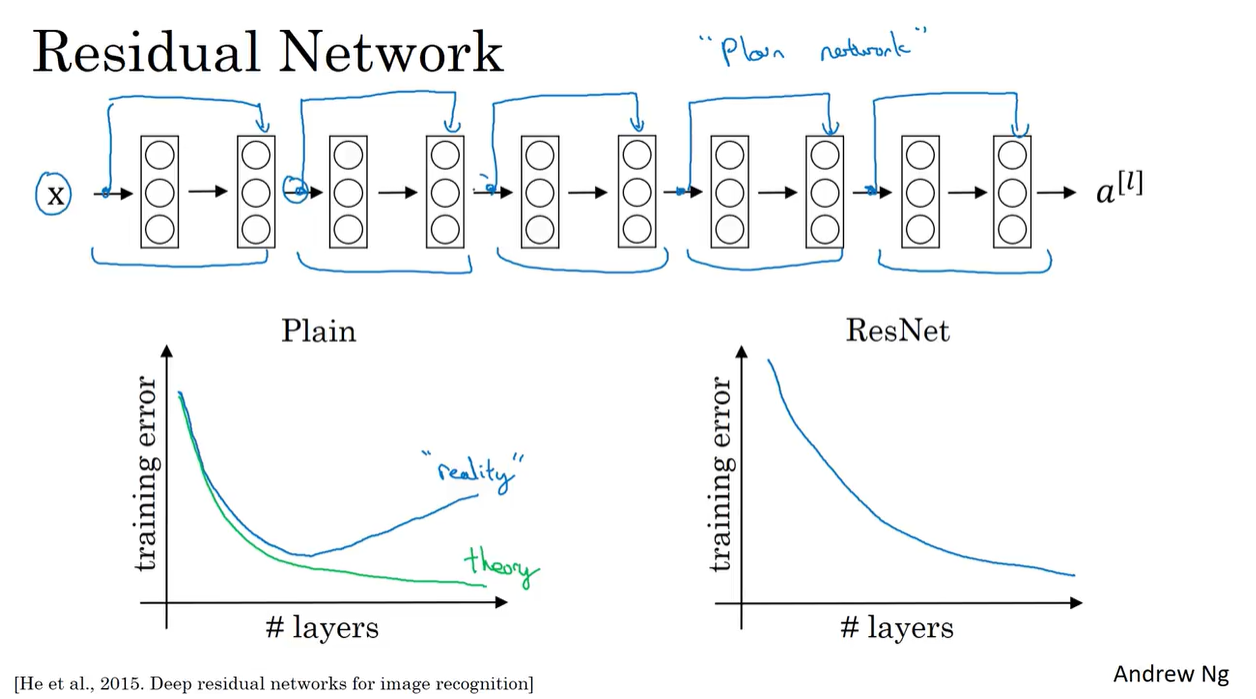 Residual Network
"Plain network"
x
a[l]
Plain
ResNet
training error
"reality"
theory
# layers
training error
# layers
[He et al., 2015. Deep residual networks for image recognition]
Andrew Ng